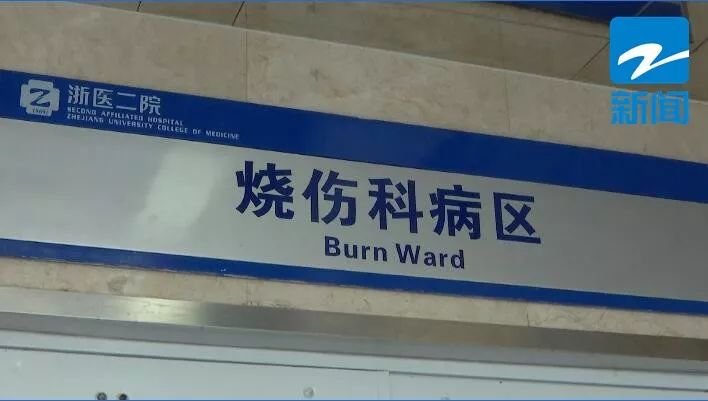 浙医二院
SECOND AFFILIATED HOSPITAL
ZHEJIANG UNIVERSITY COLLEGE OF MEDICINE
新闻
烧伤科病区
Burn Ward